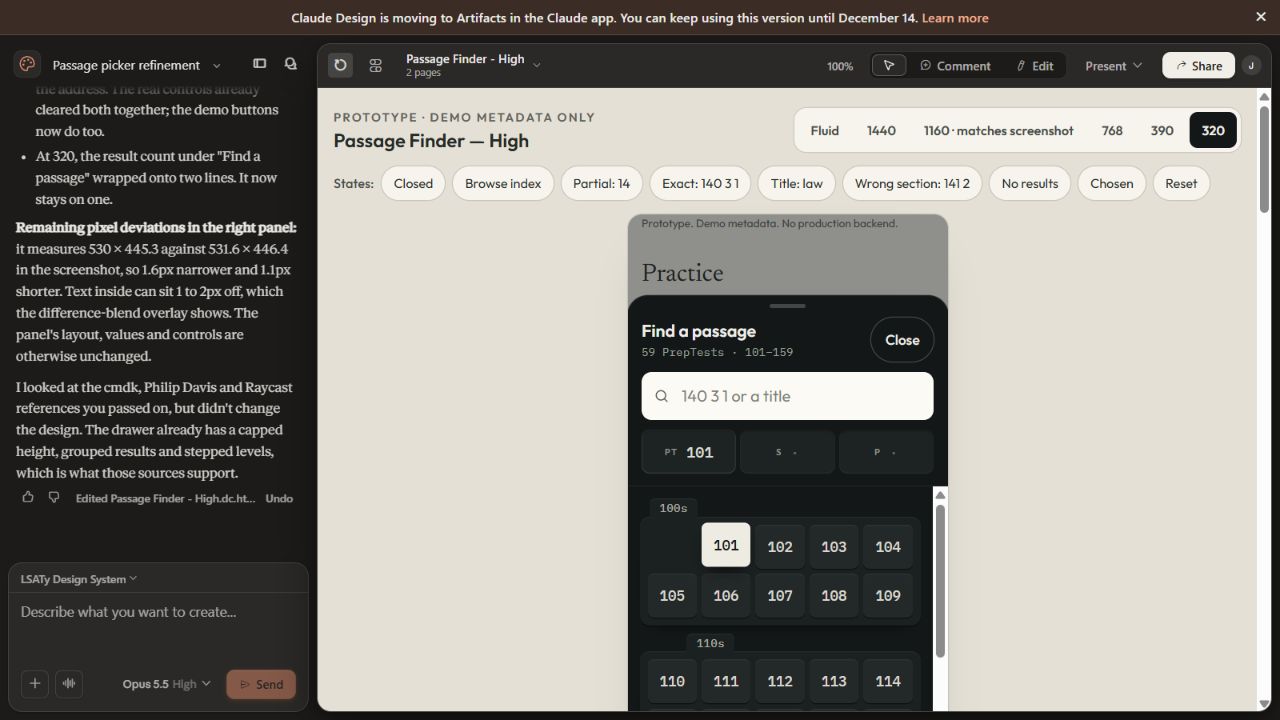 Claude Design is moving to Artifacts in the Claude app. You can keep using this version until December 14. Learn more
Passage picker refinement
the address. The real controls already
cleared both together; the demo buttons
now do too.
• At 320, the result count under "Find a
passage" wrapped onto two lines. It now
stays on one.
Remaining pixel deviations in the right panel:
it measures 530 × 445.3 against 531.6 × 446.4
in the screenshot, so 1.6px narrower and 1.1px
shorter. Text inside can sit 1 to 2px off, which
the difference-blend overlay shows. The
panel's layout, values and controls are
otherwise unchanged.
I looked at the cmdk, Philip Davis and Raycast
references you passed on, but didn't change
the design. The drawer already has a capped
height, grouped results and stepped levels,
which is what those sources support.
Edited Passage Finder - High.dc.ht... Undo
LSATy Design System
Describe what you want to create...
Opus 5.5 High
Send
Passage Finder - High
2 pages
100%
Comment
Edit
Present
Share
J
PROTOTYPE · DEMO METADATA ONLY
Passage Finder — High
Fluid 1440 1160 · matches screenshot 768 390 320
States: Closed Browse index Partial: 14 Exact: 140 3 1 Title: law Wrong section: 141 2 No results Chosen Reset
Prototype. Demo metadata. No production backend.
Practice
Find a passage
59 PrepTests · 101–159
Close
140 3 1 or a title
PT 101 S - P -
100s
101 102 103 104
105 106 107 108 109
110s
110 111 112 113 114